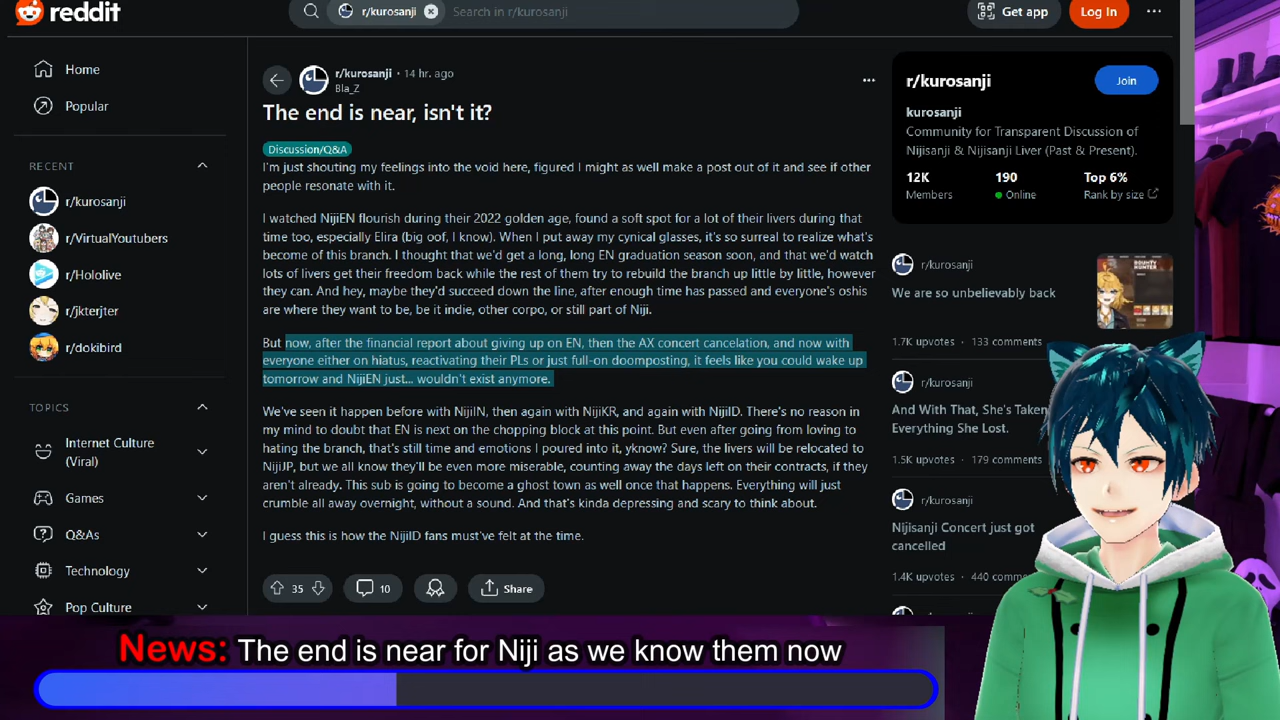 reddit
r/kurosanji
Search in r/kurosanji
Get app
Log In
Home
Popular
RECENT
r/kurosanji
r/VirtualYoutubers
r/Hololive
r/jkterjter
r/dokibird
TOPICS
Internet Culture
(Viral)
Games
Q&As
Technology
Pop Culture
r/kurosanji • 14 hr. ago
Bla_Z
The end is near, isn't it?
Discussion/Q&A
I'm just shouting my feelings into the void here, figured I might as well make a post out of it and see if other
people resonate with it.
I watched NijiEN flourish during their 2022 golden age, found a soft spot for a lot of their livers during that
time too, especially Elira (big oof, I know). When I put away my cynical glasses, it's so surreal to realize what's
become of this branch. I thought that we'd get a long, long EN graduation season soon, and that we'd watch
lots of livers get their freedom back while the rest of them try to rebuild the branch up little by little, however
they can. And hey, maybe they'd succeed down the line, after enough time has passed and everyone's oshis
are where they want to be, be it indie, other corpo, or still part of Niji.
But now, after the financial report about giving up on EN, then the AX concert cancelation, and now with
everyone either on hiatus, reactivating their PLs or just full-on doomposting, it feels like you could wake up
tomorrow and NijiEN just... wouldn't exist anymore.
We've seen it happen before with NijiIN, then again with NijiKR, and again with NijiID. There's no reason in
my mind to doubt that EN is next on the chopping block at this point. But even after going from loving to
hating the branch, that's still time and emotions I poured into it, yknow? Sure, the livers will be relocated to
NijiJP, but we all know they'll be even more miserable, counting away the days left on their contracts, if they
aren't already. This sub is going to become a ghost town as well once that happens. Everything will just
crumble all away overnight, without a sound. And that's kinda depressing and scary to think about.
I guess this is how the NijiID fans must've felt at the time.
35
10
Share
r/kurosanji
Join
kurosanji
Community for Transparent Discussion of
Nijisanji & Nijisanji Liver (Past & Present).
12K 190 Top 6%
Members Online Rank by size
r/kurosanji
We are so unbelievably back
BOUNTY
HUNTER
1.7K upvotes • 133 comments
r/kurosanji
And With That, She's Taken
Everything She Lost.
1.5K upvotes • 179 comments
r/kurosanji
Nijisanji Concert just got
cancelled
1.4K upvotes • 440 comme
r/kurosanji
News: The end is near for Niji as we know them now